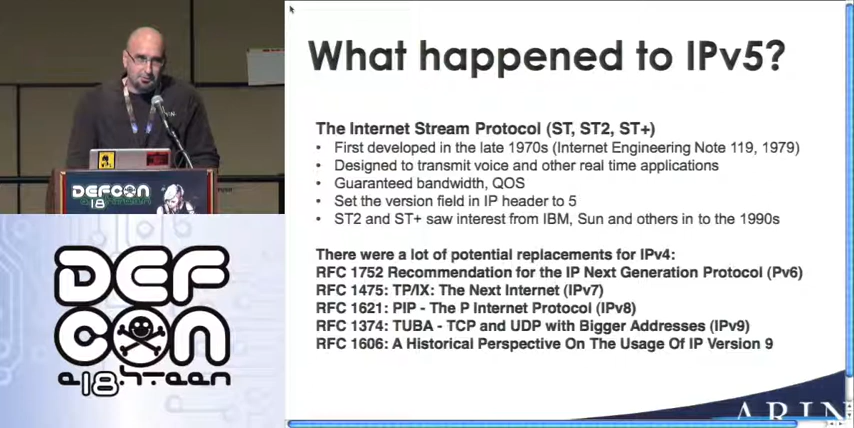 What happened to IPv5?
The Internet Stream Protocol (ST, ST2, ST+)
• First developed in the late 1970s (Internet Engineering Note 119, 1979)
• Designed to transmit voice and other real time applications
• Guaranteed bandwidth, QOS
• Set the version field in IP header to 5
• ST2 and ST+ saw interest from IBM, Sun and others in to the 1990s
There were a lot of potential replacements for IPv4:
RFC 1752 Recommendation for the IP Next Generation Protocol (Pv6)
RFC 1475: TP/IX: The Next Internet (IPv7)
RFC 1621: PIP - The P Internet Protocol (IPv8)
RFC 1374: TUBA - TCP and UDP with Bigger Addresses (IPv9)
RFC 1606: A Historical Perspective On The Usage Of IP Version 9
ARIN
DEFCON
18
DEF
CON
e18hteen